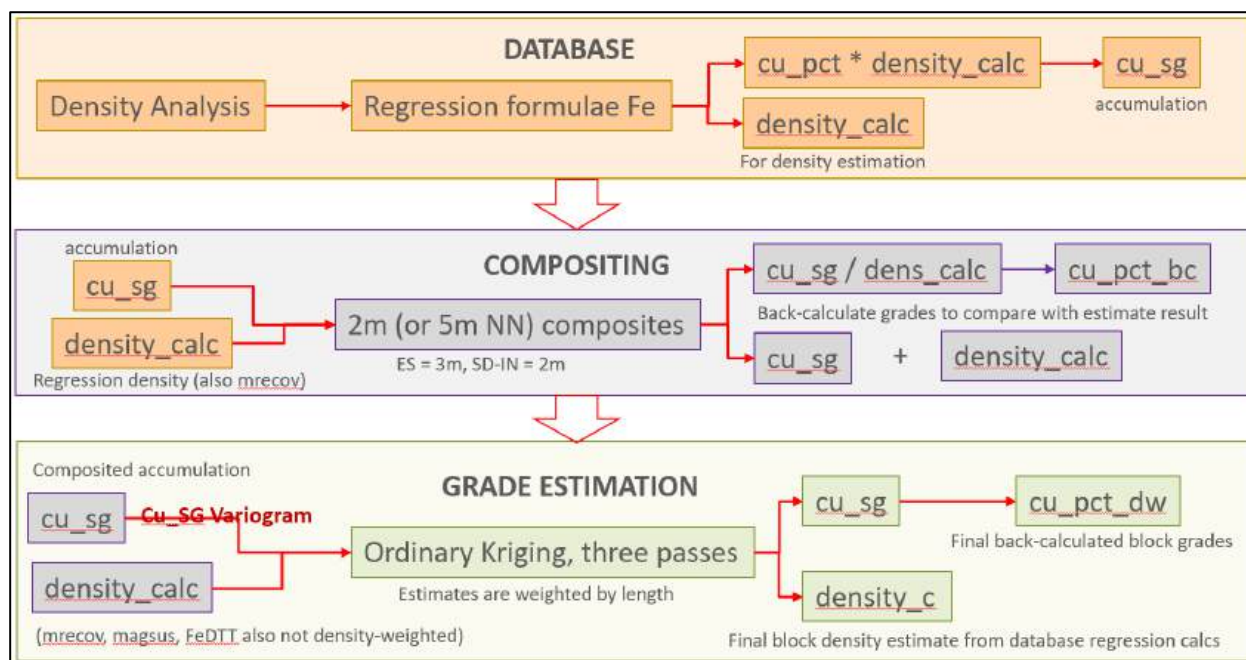 DATABASE
Density Analysis
Regression formulae Fe
cu_pct * density_calc
cu_sg
accumulation
density_calc
For density estimation
COMPOSITING
accumulation
cu_sg
density_calc
Regression density (also mrecov)
2m (or 5m NN) composites
ES = 3m, SD-IN = 2m
cu_sg / dens_calc
cu_pct_bc
Back-calculate grades to compare with estimate result
cu_sg + density_calc
GRADE ESTIMATION
Composited accumulation
cu_sg
Cu_SG Variogram
density_calc
(mrecov, magsus, FeDTT also not density-weighted)
Ordinary Kriging, three passes
Estimates are weighted by length
cu_sg
cu_pct_dw
Final back-calculated block grades
density_c
Final block density estimate from database regression calcs